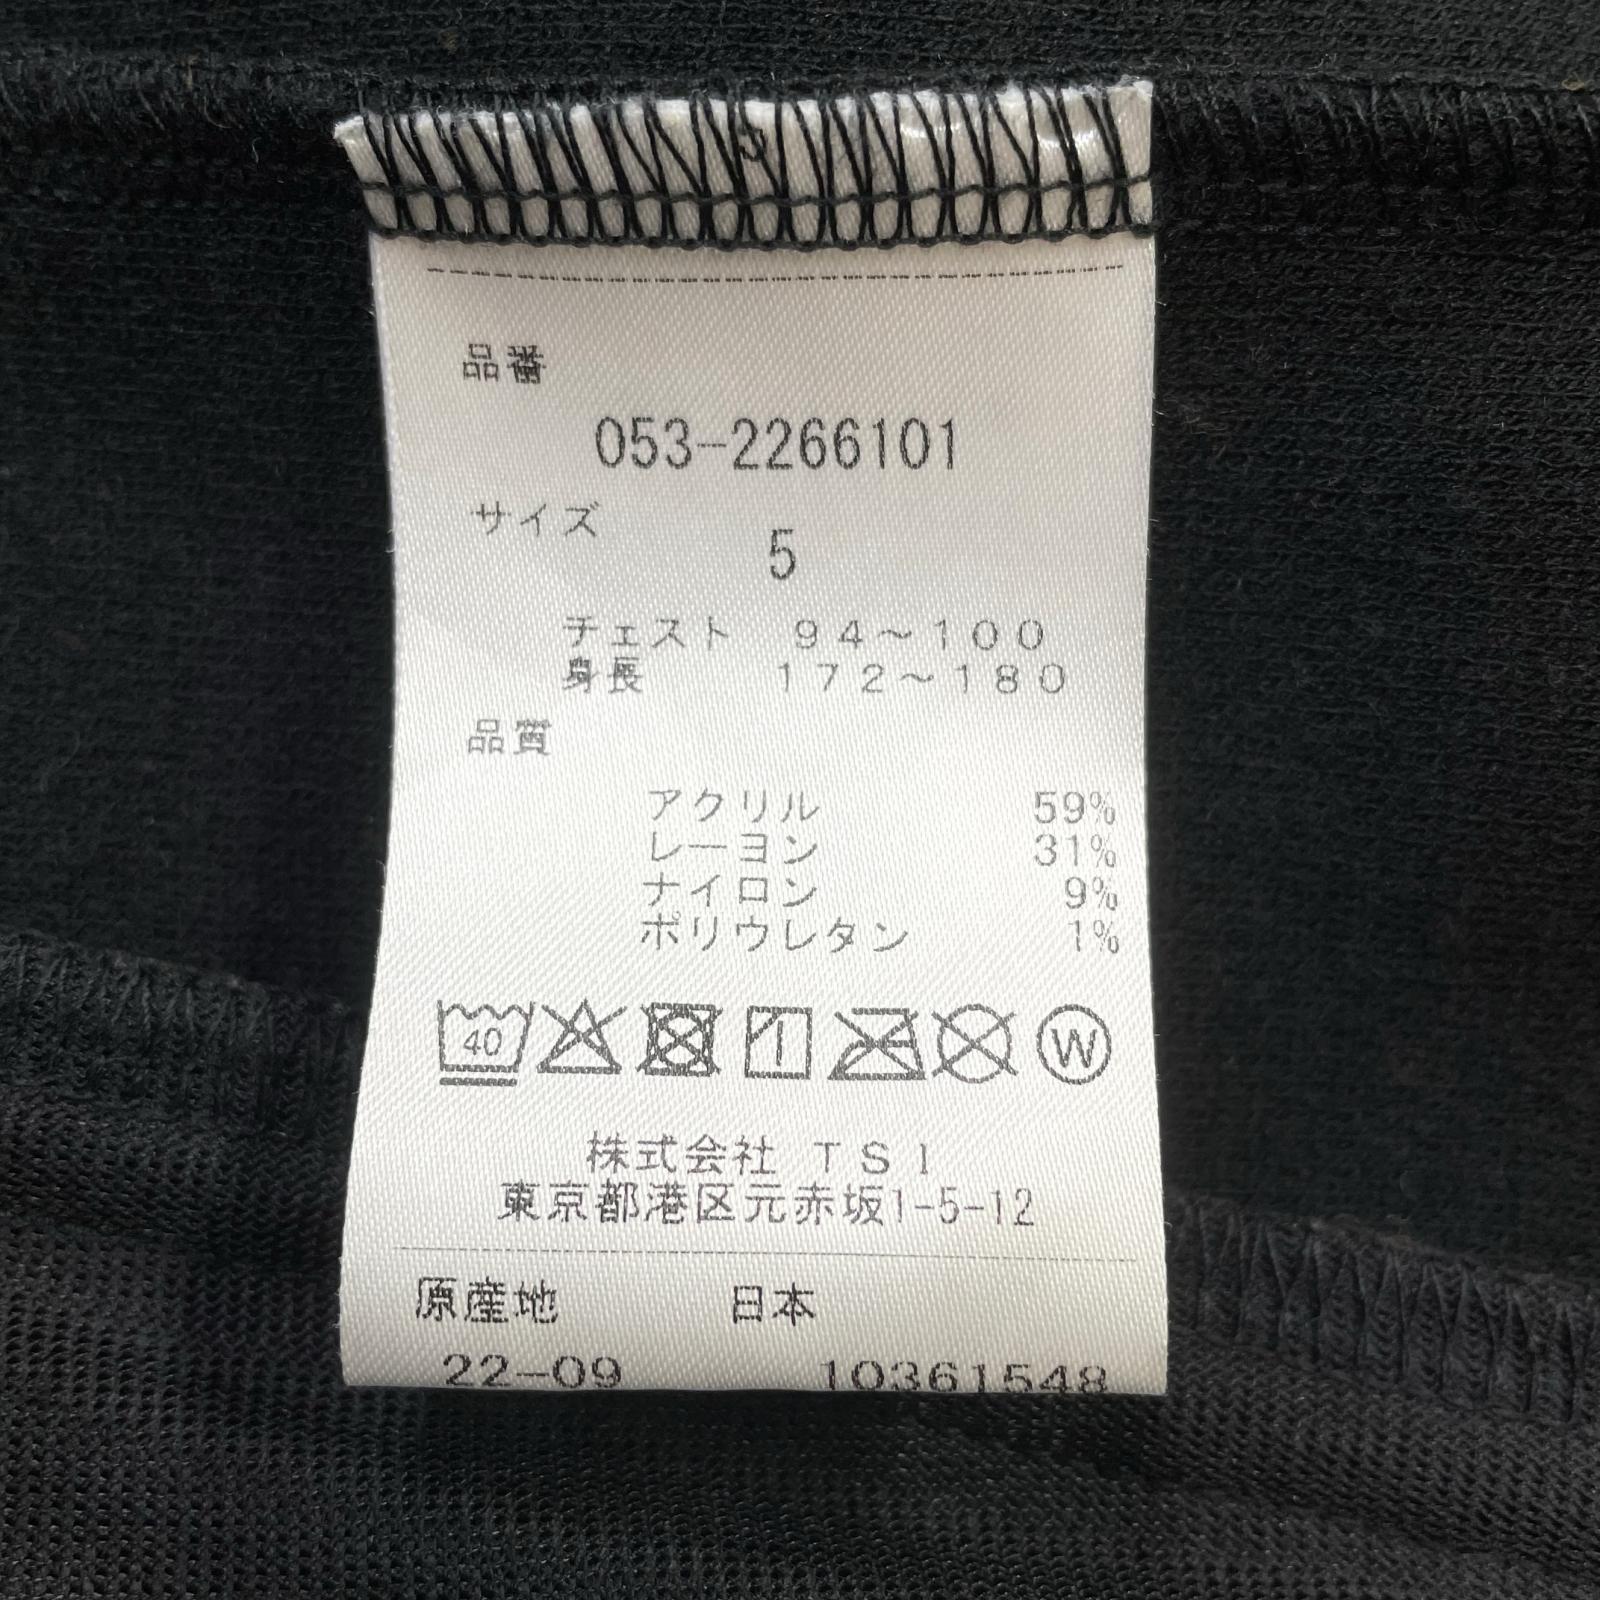 品番
053-2266101
サイズ
5
チェスト 94～100
身長 172～180
品質
アクリル 59%
レーヨン 31%
ナイロン 9%
ポリウレタン 1%
40 W
株式会社 TSI
東京都港区元赤坂1-5-12
原産地 日本
22-09 10361548